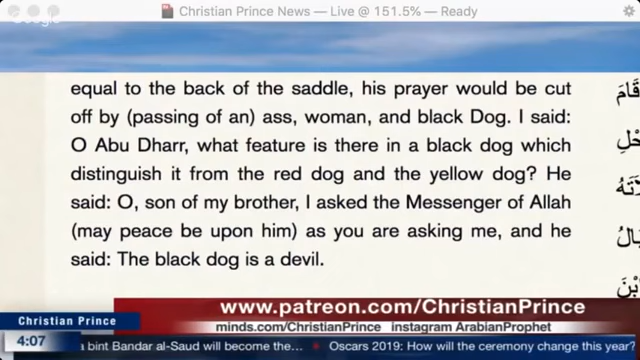 Christian Prince News — Live @ 151.5% — Ready
equal to the back of the saddle, his prayer would be cut
off by (passing of an) ass, woman, and black Dog. I said:
O Abu Dharr, what feature is there in a black dog which
distinguish it from the red dog and the yellow dog? He
said: O, son of my brother, I asked the Messenger of Allah
(may peace be upon him) as you are asking me, and he
said: The black dog is a devil.
قَامَ
www.patreon.com/ChristianPrince
Christian Prince
minds.com/ChristianPrince instagram ArabianProphet
4:07
a bint Bandar al-Saud will become the... Oscars 2019: How will the ceremony change this year?